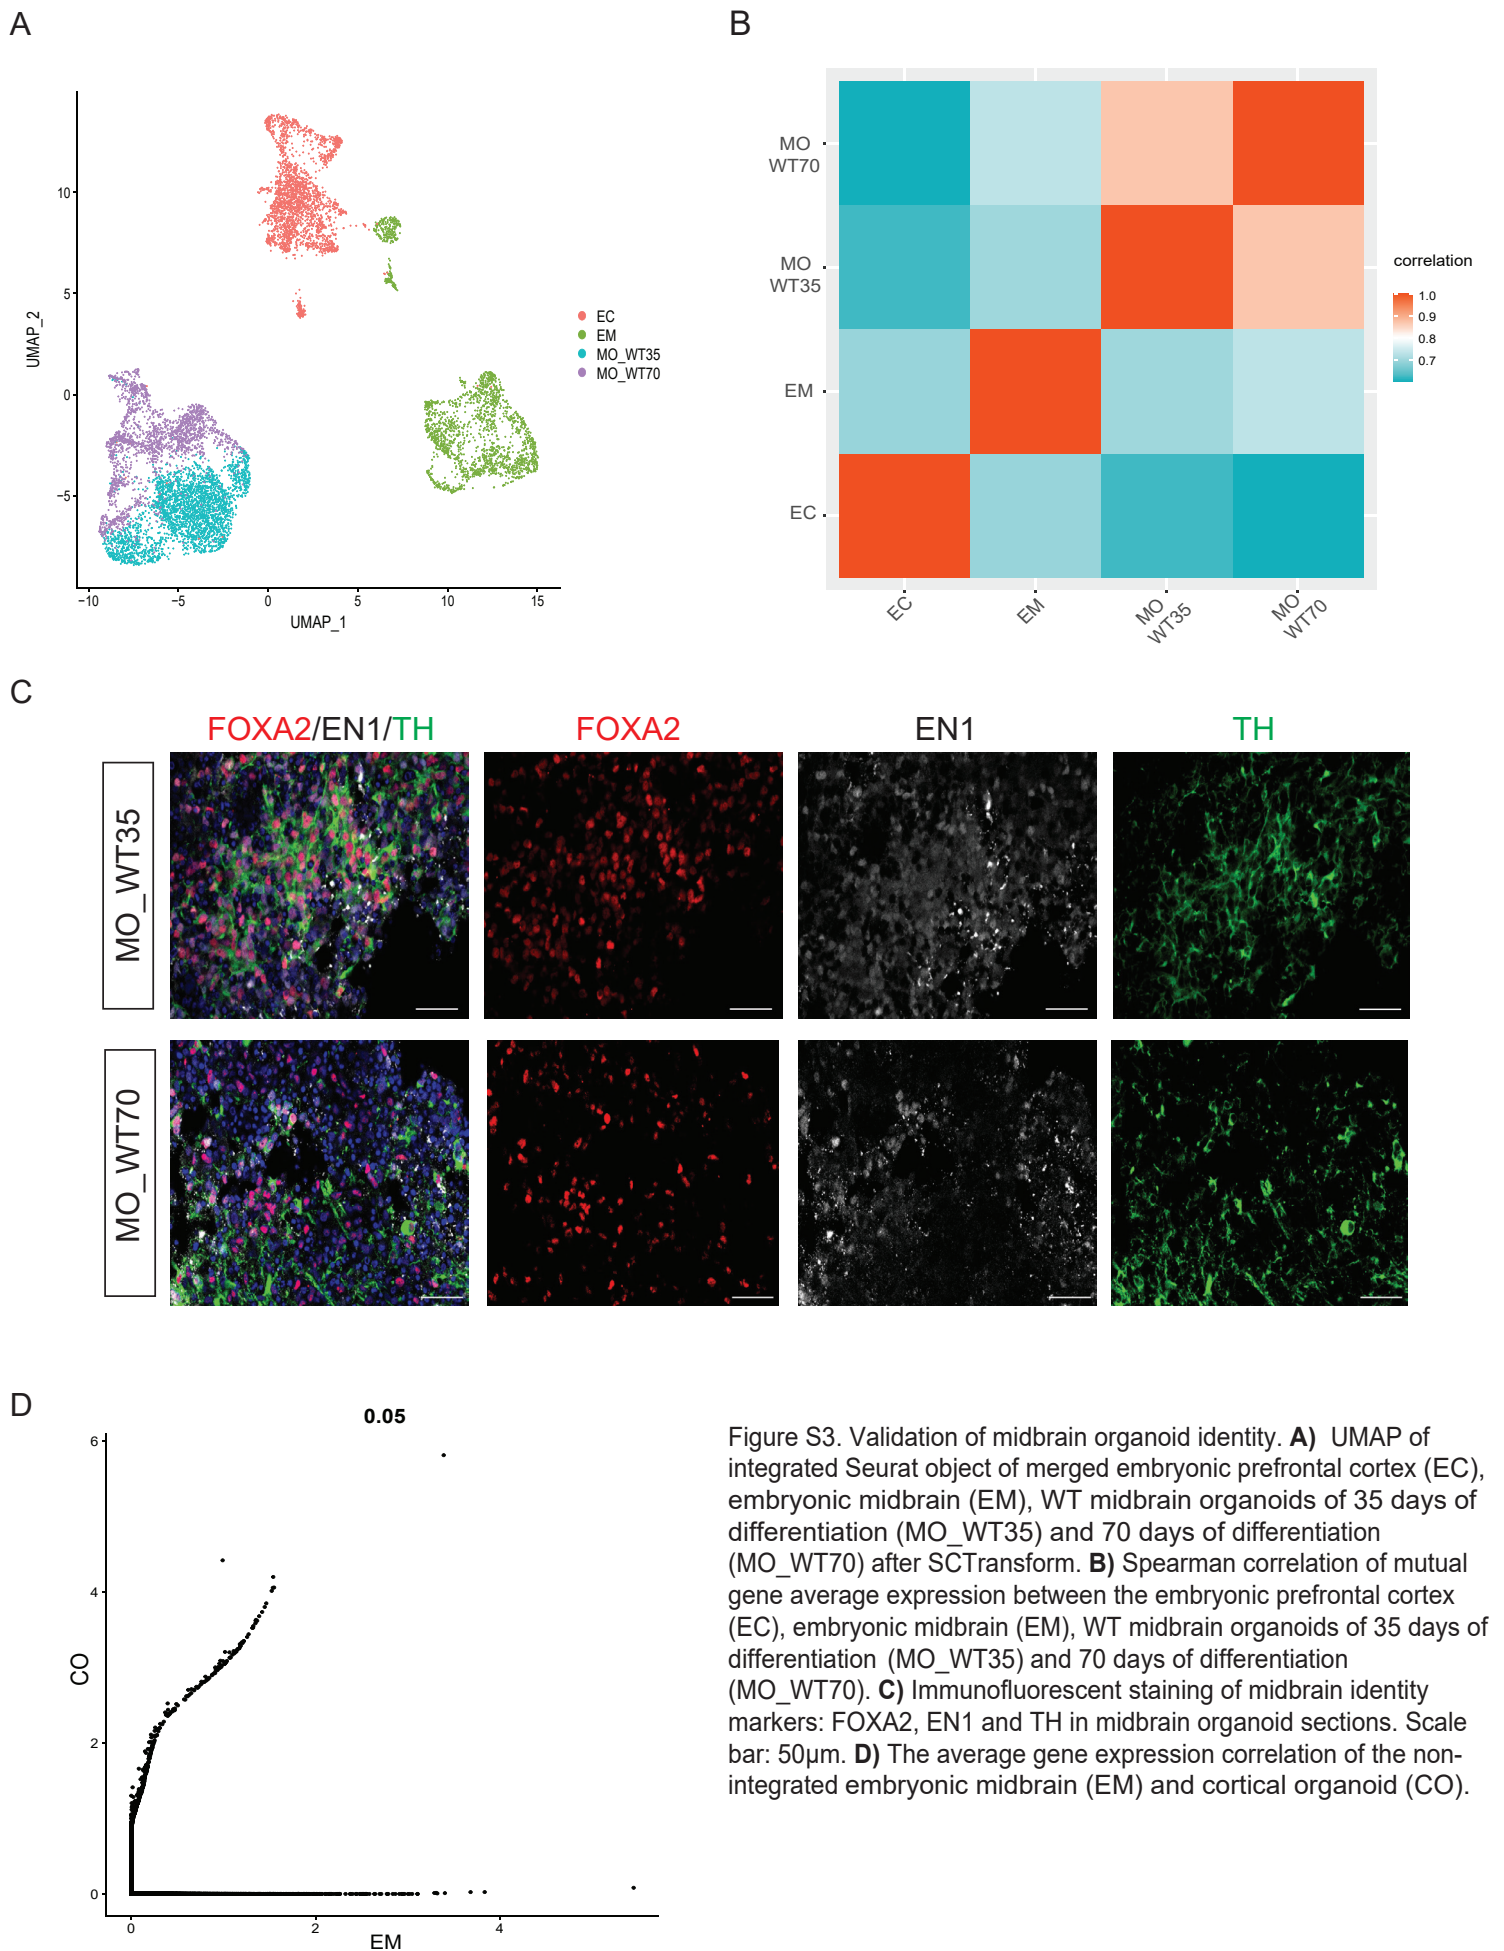 A
UMAP_2
10
5
0
−5
−10
−5
0
5
10
15
UMAP_1
EC
EM
MO_WT35
MO_WT70
B
MO
WT70
MO
WT35
EM
EC
EC
EM
MO
WT35
MO
WT70
correlation
1.0
0.9
0.8
0.7
C
FOXA2/EN1/TH
FOXA2
EN1
TH
MO_WT35
MO_WT70
D
0.05
CO
6
4
2
0
0
2
4
EM
Figure S3. Validation of midbrain organoid identity. A) UMAP of
integrated Seurat object of merged embryonic prefrontal cortex (EC),
embryonic midbrain (EM), WT midbrain organoids of 35 days of
differentiation (MO_WT35) and 70 days of differentiation
(MO_WT70) after SCTransform. B) Spearman correlation of mutual
gene average expression between the embryonic prefrontal cortex
(EC), embryonic midbrain (EM), WT midbrain organoids of 35 days of
differentiation (MO_WT35) and 70 days of differentiation
(MO_WT70). C) Immunofluorescent staining of midbrain identity
markers: FOXA2, EN1 and TH in midbrain organoid sections. Scale
bar: 50µm. D) The average gene expression correlation of the non-
integrated embryonic midbrain (EM) and cortical organoid (CO).